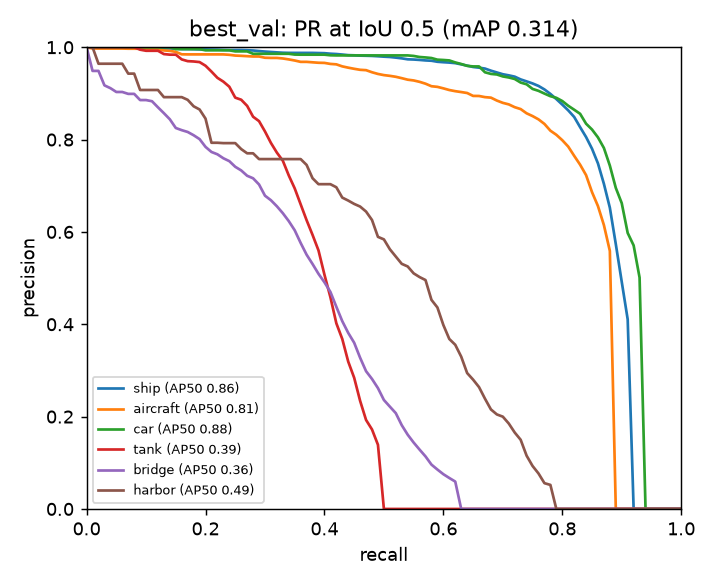 best_val: PR at IoU 0.5 (mAP 0.314)
1.0
0.8
0.6
0.4
0.2
0.0
precision
ship (AP50 0.86)
aircraft (AP50 0.81)
car (AP50 0.88)
tank (AP50 0.39)
bridge (AP50 0.36)
harbor (AP50 0.49)
0.0 0.2 0.4 0.6 0.8 1.0
recall